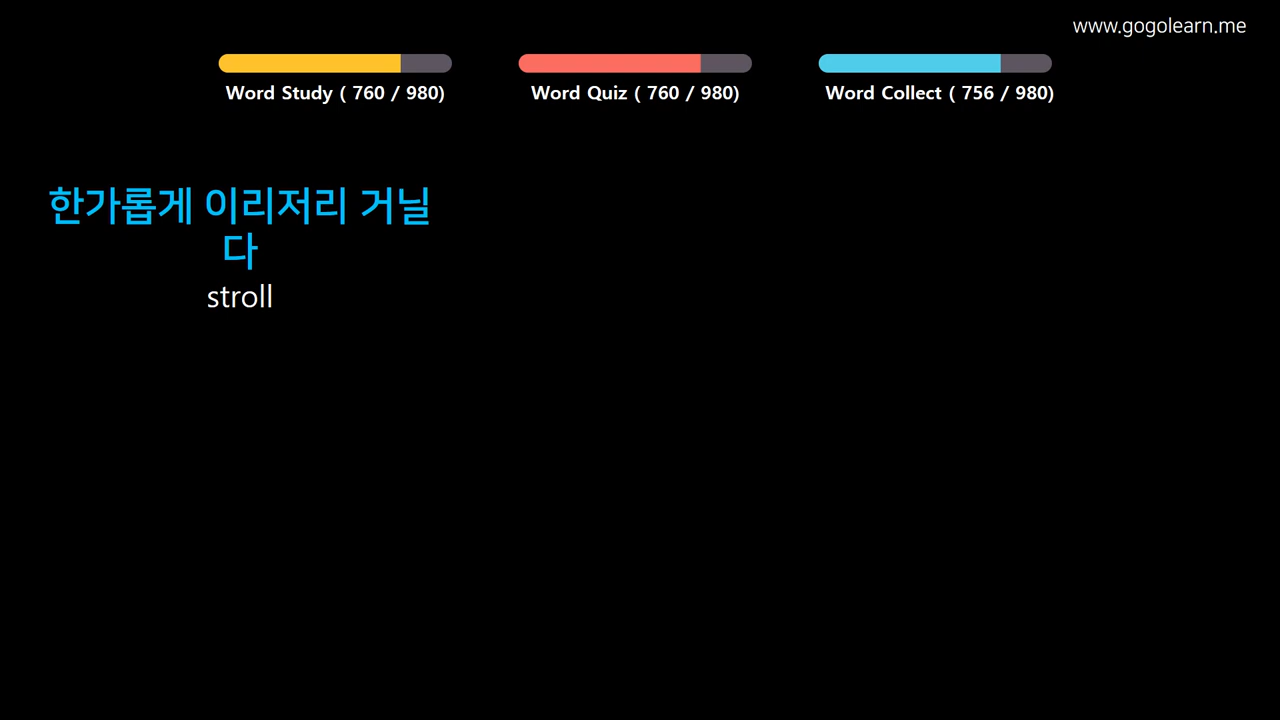 www.gogolearn.me
Word Study ( 760 / 980)
Word Quiz ( 760 / 980)
Word Collect ( 756 / 980)
한가롭게 이리저리 거닐
다
stroll